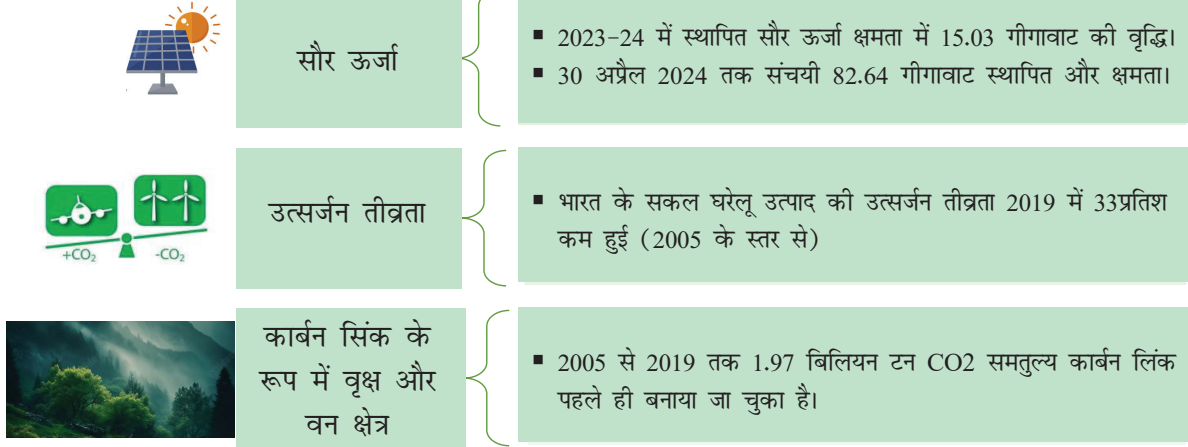 सौर ऊर्जा
▪ 2023-24 में स्थापित सौर ऊर्जा क्षमता में 15.03 गीगावाट की वृद्धि।
▪ 30 अप्रैल 2024 तक संचयी 82.64 गीगावाट स्थापित और क्षमता।
+CO₂ -CO₂
उत्सर्जन तीव्रता
▪ भारत के सकल घरेलू उत्पाद की उत्सर्जन तीव्रता 2019 में 33प्रतिश
कम हुई (2005 के स्तर से)
कार्बन सिंक के
रूप में वृक्ष और
वन क्षेत्र
▪ 2005 से 2019 तक 1.97 बिलियन टन CO2 समतुल्य कार्बन लिंक
पहले ही बनाया जा चुका है।